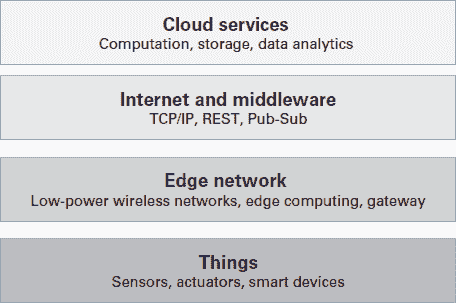 Cloud services
Computation, storage, data analytics
Internet and middleware
TCP/IP, REST, Pub-Sub
Edge network
Low-power wireless networks, edge computing, gateway
Things
Sensors, actuators, smart devices